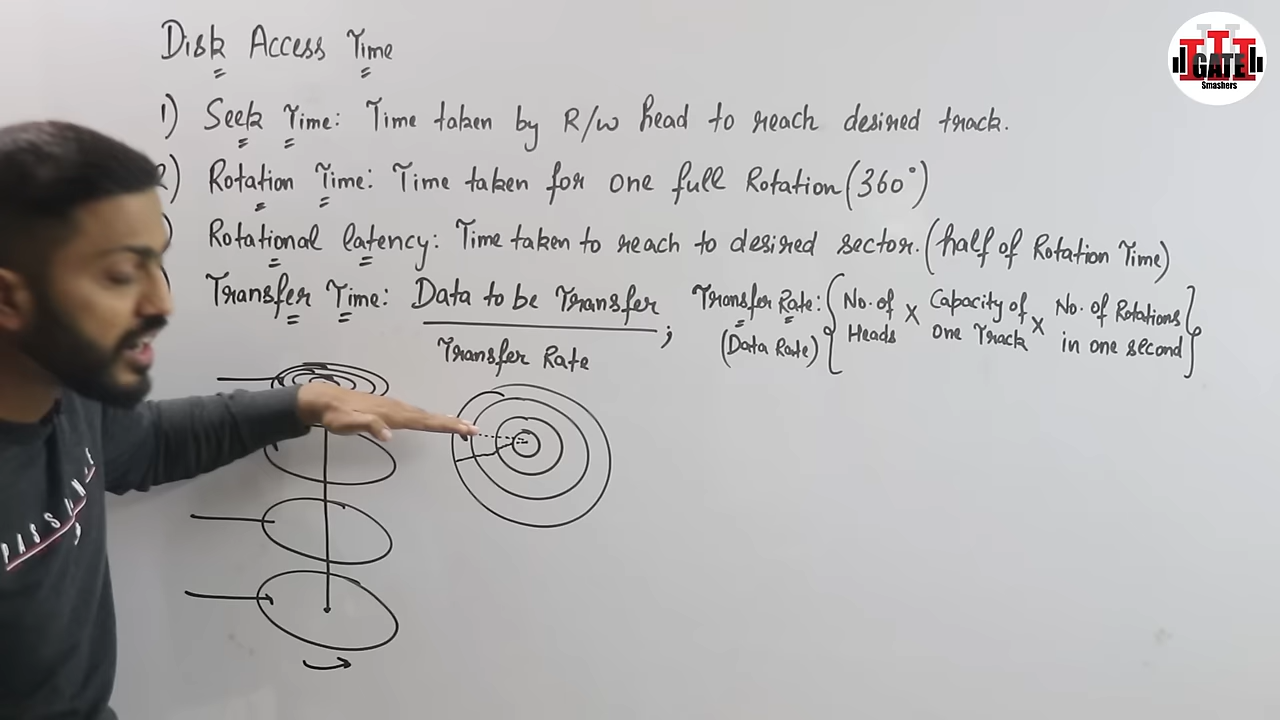 Disk Access Time
1) Seek Time: Time taken by R/w head to reach desired track.
2) Rotation Time: Time taken for one full Rotation (360°)
) Rotational latency: Time taken to reach to desired sector. (half of Rotation Time)
Transfer Time: Data to be Transfer / Transfer Rate ; Transfer Rate: (Data Rate) { No. of Heads x Capacity of one Track x No. of Rotations in one second }
PASSION
GATE
Smashers